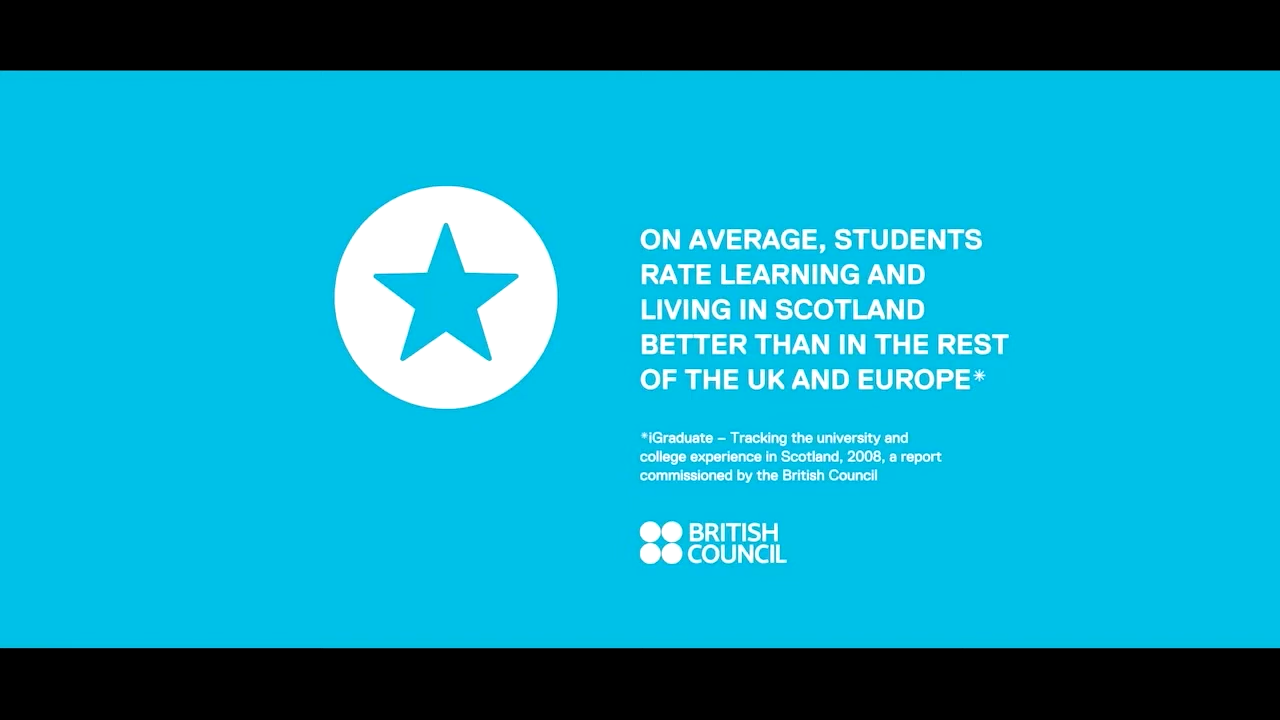 ON AVERAGE, STUDENTS
RATE LEARNING AND
LIVING IN SCOTLAND
BETTER THAN IN THE REST
OF THE UK AND EUROPE*
*iGraduate – Tracking the university and
college experience in Scotland, 2008, a report
commissioned by the British Council
BRITISH
COUNCIL